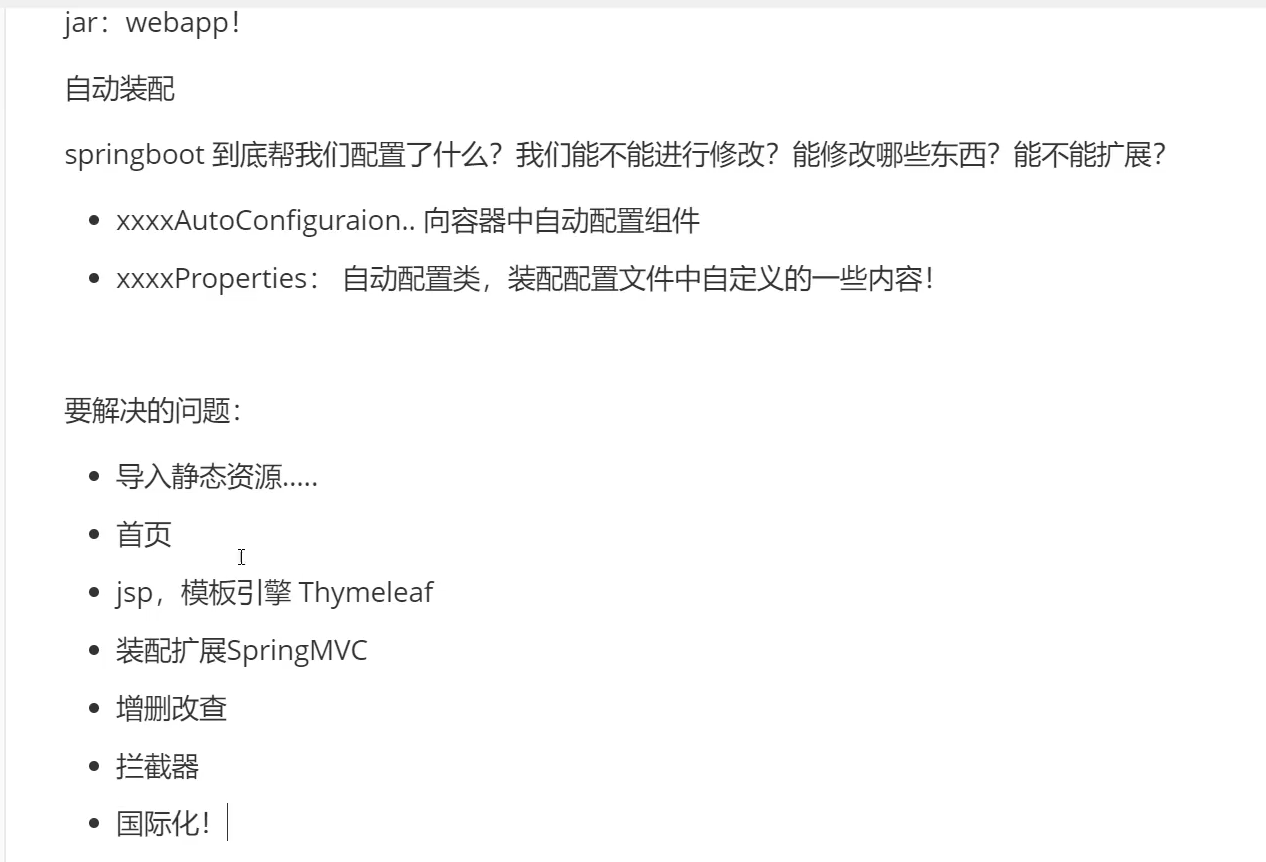 jar：webapp！
自动装配
springboot 到底帮我们配置了什么？我们能不能进行修改？能修改哪些东西？能不能扩展？
xxxxAutoConfiguraion.. 向容器中自动配置组件
xxxxProperties： 自动配置类，装配配置文件中自定义的一些内容！
要解决的问题：
导入静态资源.....
首页
jsp，模板引擎 Thymeleaf
装配扩展SpringMVC
增删改查
拦截器
国际化！